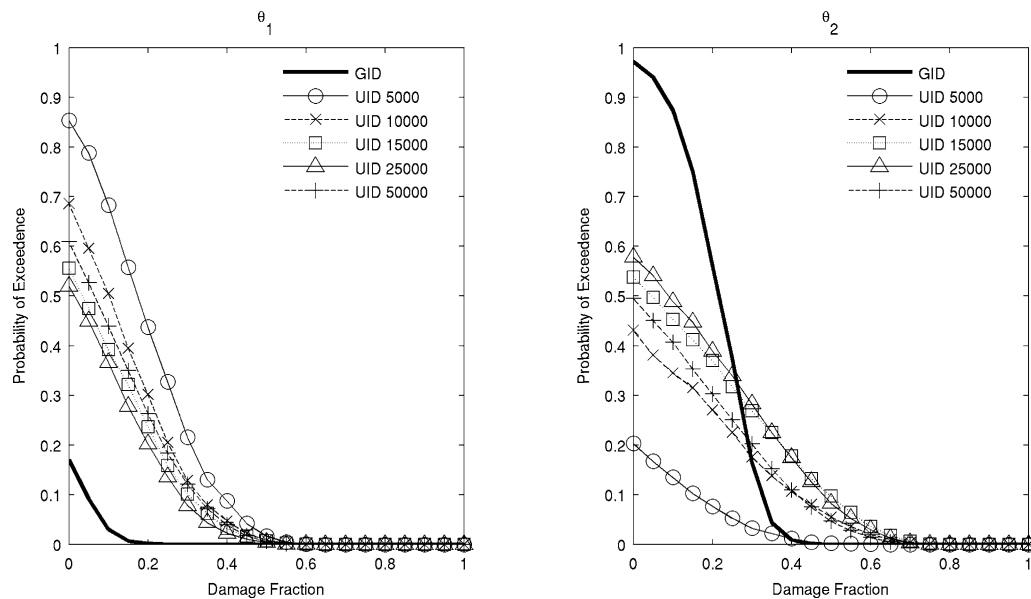 θ1
1
0.9
0.8
0.7
0.6
0.5
0.4
0.3
0.2
0.1
0
Probability of Exceedence
GID
UID 5000
UID 10000
UID 15000
UID 25000
UID 50000
0 0.2 0.4 0.6 0.8 1
Damage Fraction
θ2
1
0.9
0.8
0.7
0.6
0.5
0.4
0.3
0.2
0.1
0
Probability of Exceedence
GID
UID 5000
UID 10000
UID 15000
UID 25000
UID 50000
0 0.2 0.4 0.6 0.8 1
Damage Fraction